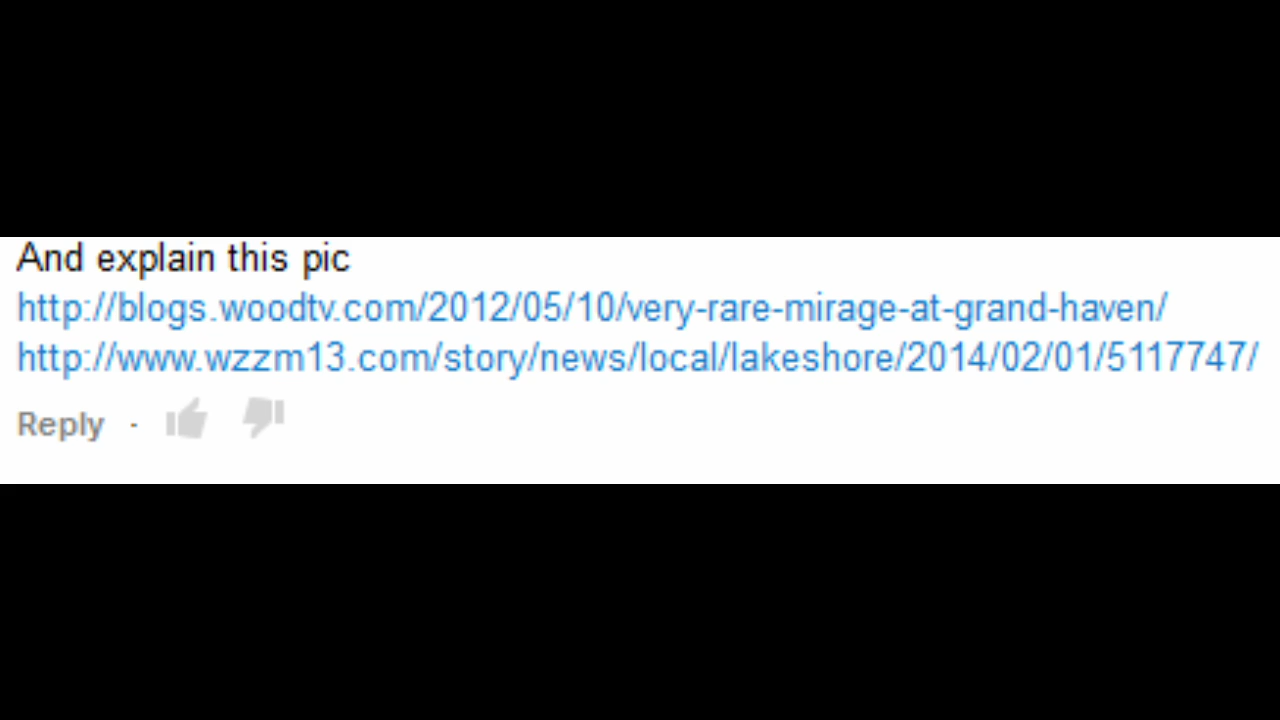 And explain this pic
http://blogs.woodtv.com/2012/05/10/very-rare-mirage-at-grand-haven/
http://www.wzzm13.com/story/news/local/lakeshore/2014/02/01/5117747/
Reply ·